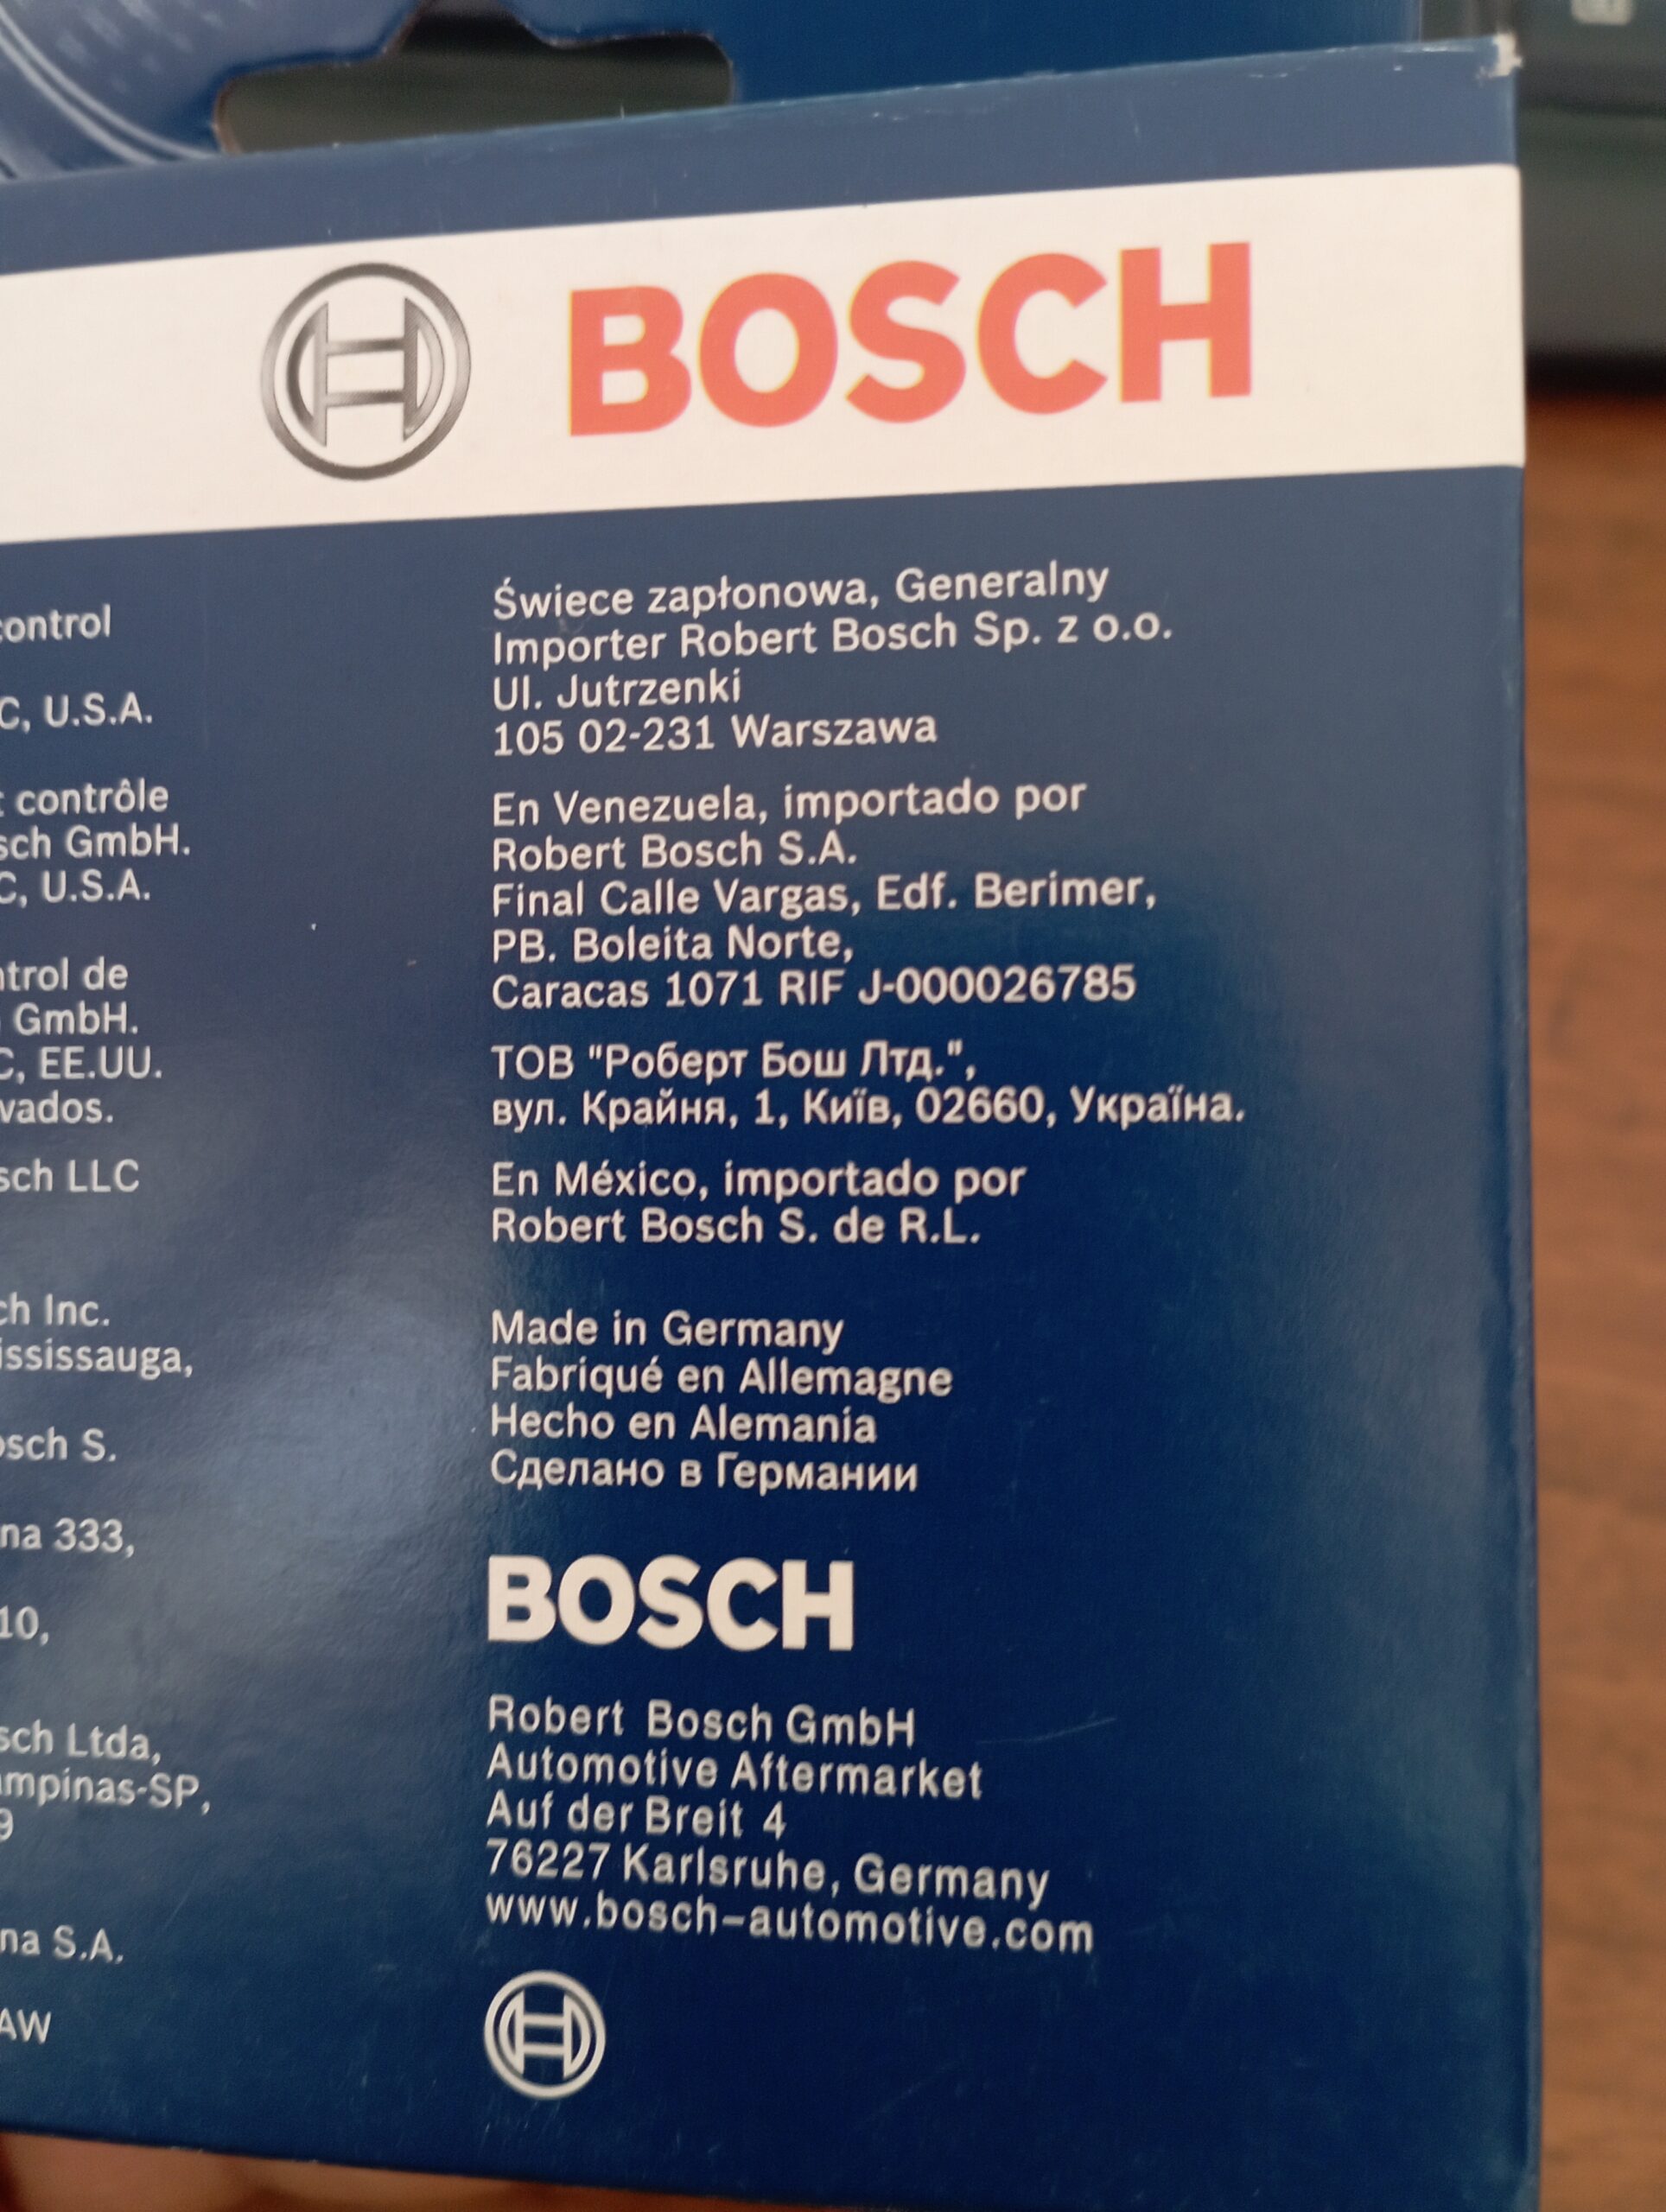 BOSCH
control
C, U.S.A.
contrôle
sch GmbH.
C, U.S.A.
ntrol de
GmbH.
C, EE.UU.
vados.
sch LLC
ch Inc.
ississauga,
osch S.
na 333,
10,
sch Ltda,
mpinas-SP,
9
na S.A.
AW
Świece zapłonowa, Generalny
Importer Robert Bosch Sp. z o.o.
Ul. Jutrzenki
105 02-231 Warszawa
En Venezuela, importado por
Robert Bosch S.A.
Final Calle Vargas, Edf. Berimer,
PB. Boleita Norte,
Caracas 1071 RIF J-000026785
ТОВ "Роберт Бош Лтд.",
вул. Крайня, 1, Київ, 02660, Україна.
En México, importado por
Robert Bosch S. de R.L.
Made in Germany
Fabriqué en Allemagne
Hecho en Alemania
Сделано в Германии
BOSCH
Robert Bosch GmbH
Automotive Aftermarket
Auf der Breit 4
76227 Karlsruhe, Germany
www.bosch-automotive.com